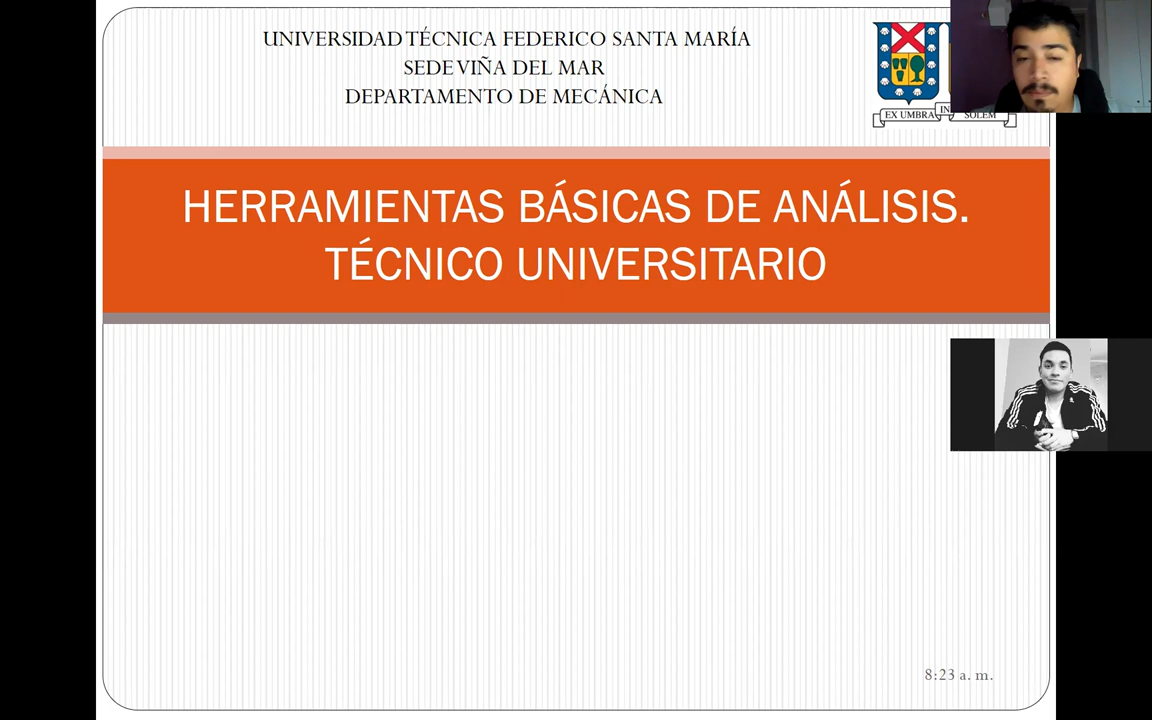 UNIVERSIDAD TÉCNICA FEDERICO SANTA MARÍA
SEDE VIÑA DEL MAR
DEPARTAMENTO DE MECÁNICA
EX UMBRA
IN
SOLEM
HERRAMIENTAS BÁSICAS DE ANÁLISIS.
TÉCNICO UNIVERSITARIO
8:23 a. m.